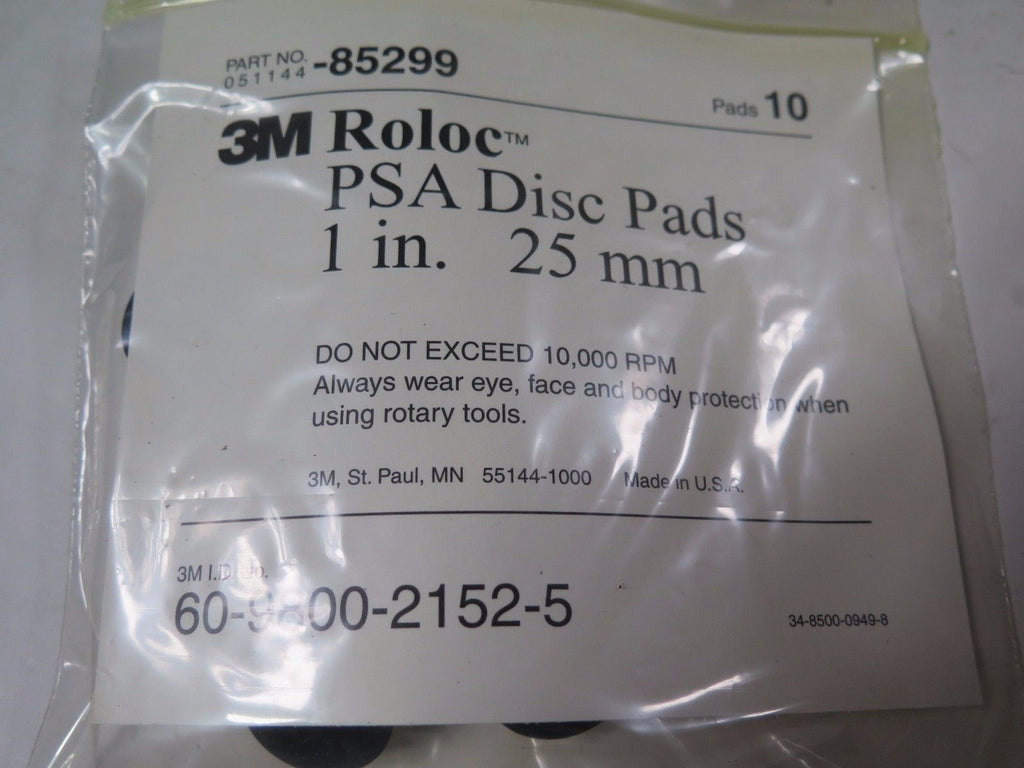 PART NO.
051144-85299
Pads 10
3M Roloc™
PSA Disc Pads
1 in. 25 mm
DO NOT EXCEED 10,000 RPM
Always wear eye, face and body protection when
using rotary tools.
3M, St. Paul, MN 55144-1000 Made in U.S.A.
3M I.D. No.
60-9800-2152-5
34-8500-0949-8